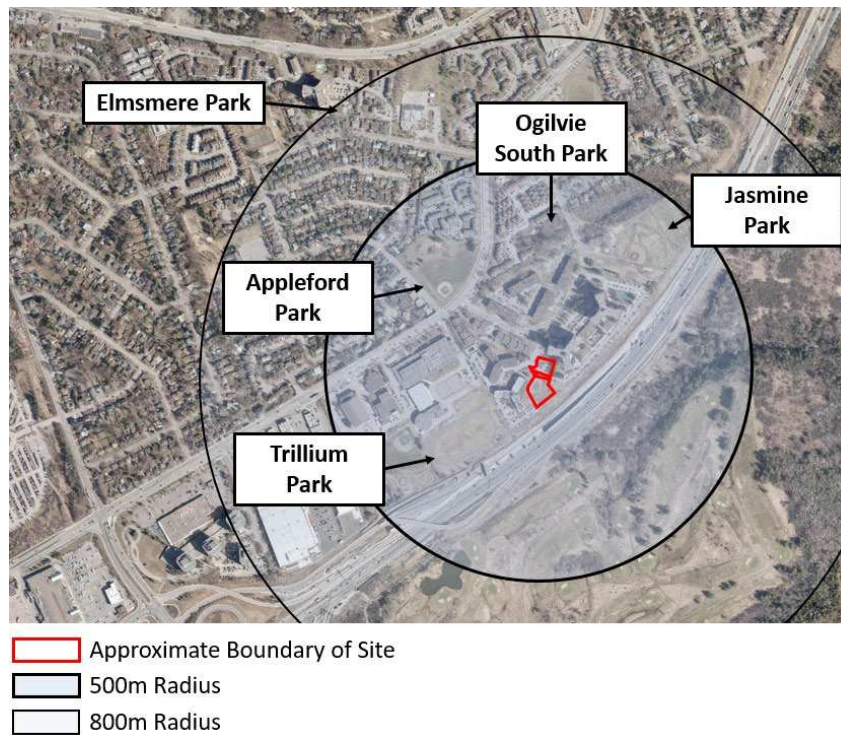 Elmsmere Park
Ogilvie
South Park
Jasmine
Park
Appleford
Park
Trillium
Park
Approximate Boundary of Site
500m Radius
800m Radius